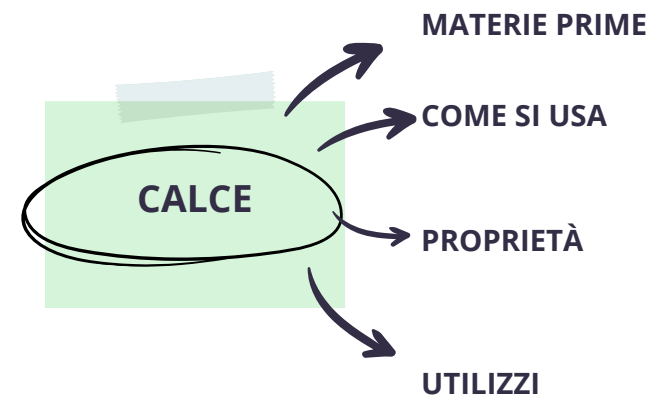 MATERIE PRIME
COME SI USA
CALCE
PROPRIETÀ
UTILIZZI